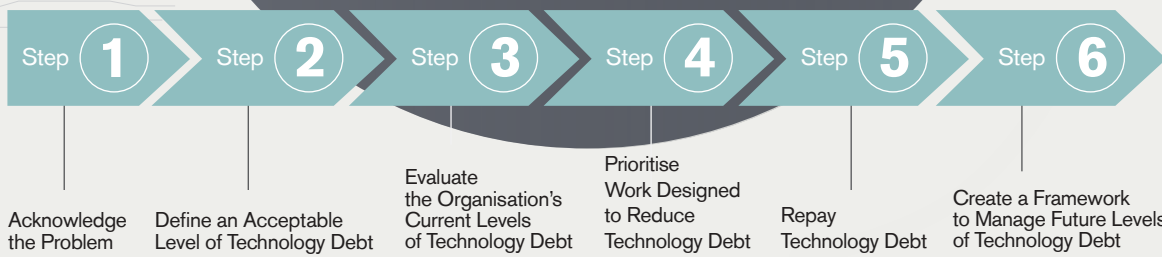 Step 1
Step 2
Step 3
Step 4
Step 5
Step 6
Acknowledge
the Problem
Define an Acceptable
Level of Technology Debt
Evaluate
the Organisation's
Current Levels
of Technology Debt
Prioritise
Work Designed
to Reduce
Technology Debt
Repay
Technology Debt
Create a Framework
to Manage Future Levels
of Technology Debt